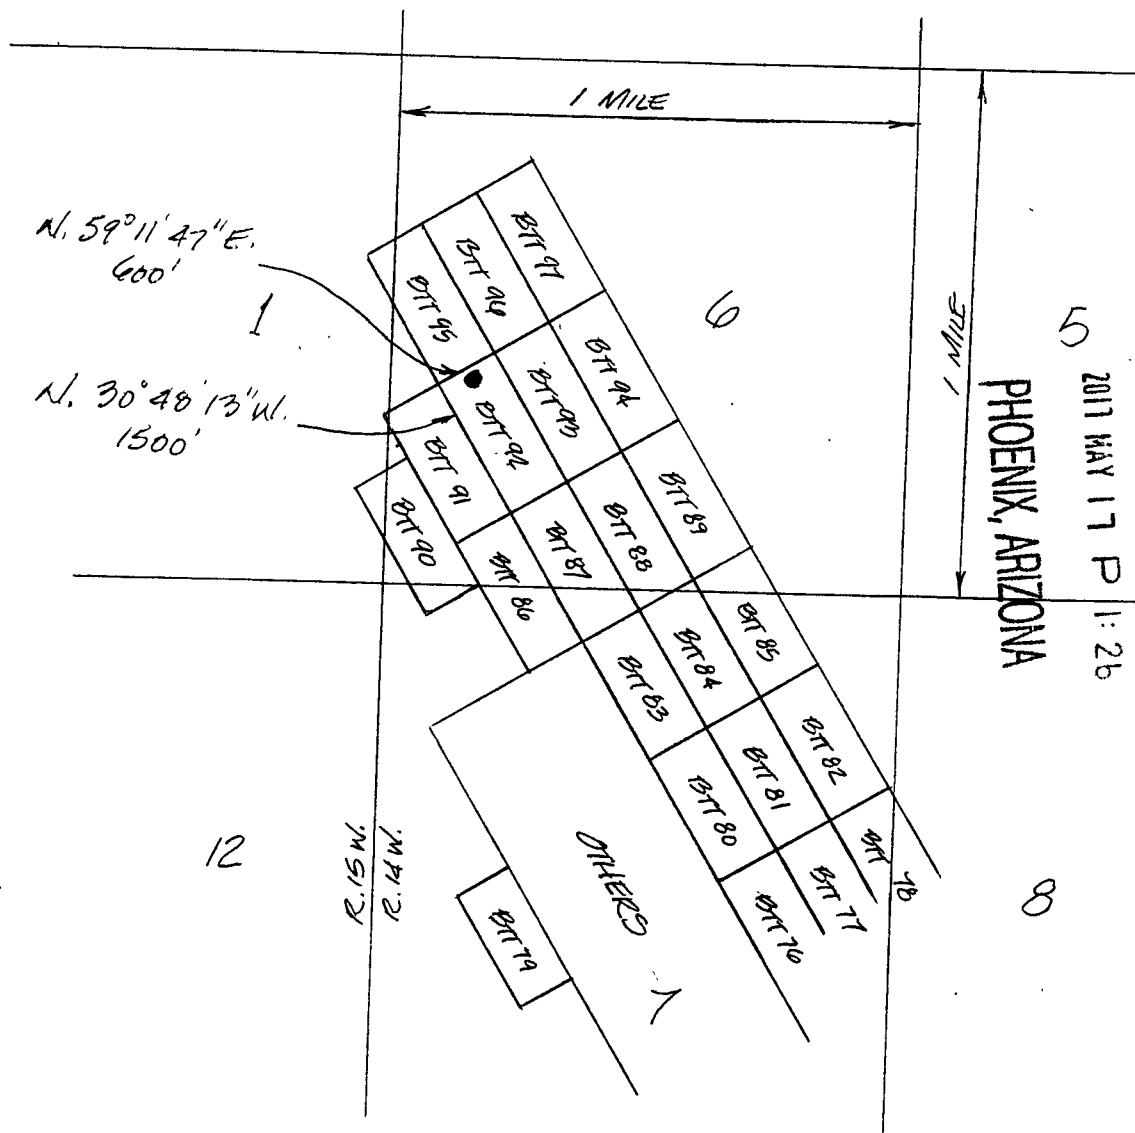 1 MILE
N. 59°11'47"E.
600'
1
N. 30°48'13"W.
1500'
BTT 97
BTT 96
BTT 95
6
1 MILE
5
2017 MAY 17 P 1:26
PHOENIX, ARIZONA
BTT 94
BTT 93
BTT 92
BTT 91
BTT 90
BTT 89
BTT 88
BTT 87
BTT 86
BTT 85
BTT 84
BTT 83
BTT 82
BTT 81
BTT 80
BTT 78
BTT 77
BTT 76
12
R. 15 W.
R. 14 W.
OTHERS
7
BTT 79
8